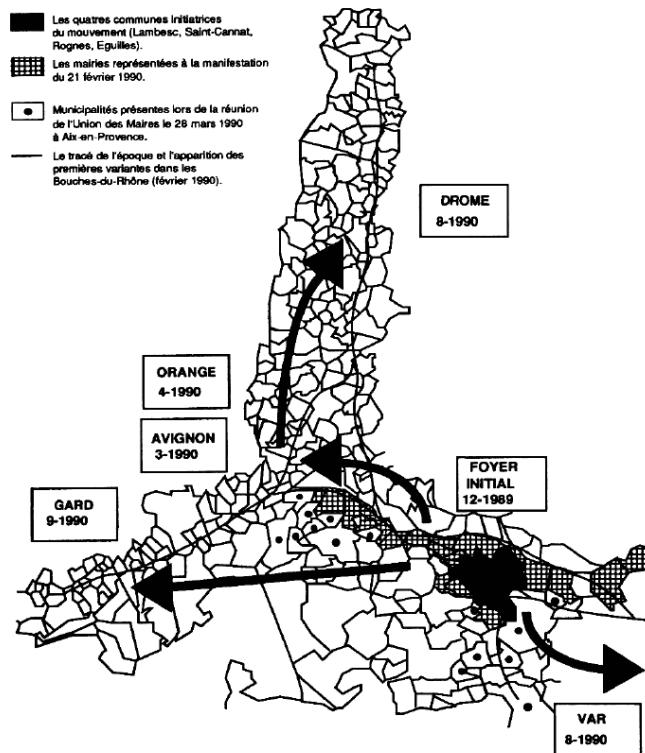 Les quatres communes initiatrices
du mouvement (Lambesc, Saint-Cannat,
Rognes, Eguilles).
Les mairies représentées à la manifestation
du 21 février 1990.
Municipalités présentes lors de la réunion
de l'Union des Maires le 28 mars 1990
à Aix-en-Provence.
Le tracé de l'époque et l'apparition des
premières variantes dans les
Bouches-du-Rhône (février 1990).
DROME
8-1990
ORANGE
4-1990
AVIGNON
3-1990
FOYER
INITIAL
12-1989
GARD
9-1990
VAR
8-1990